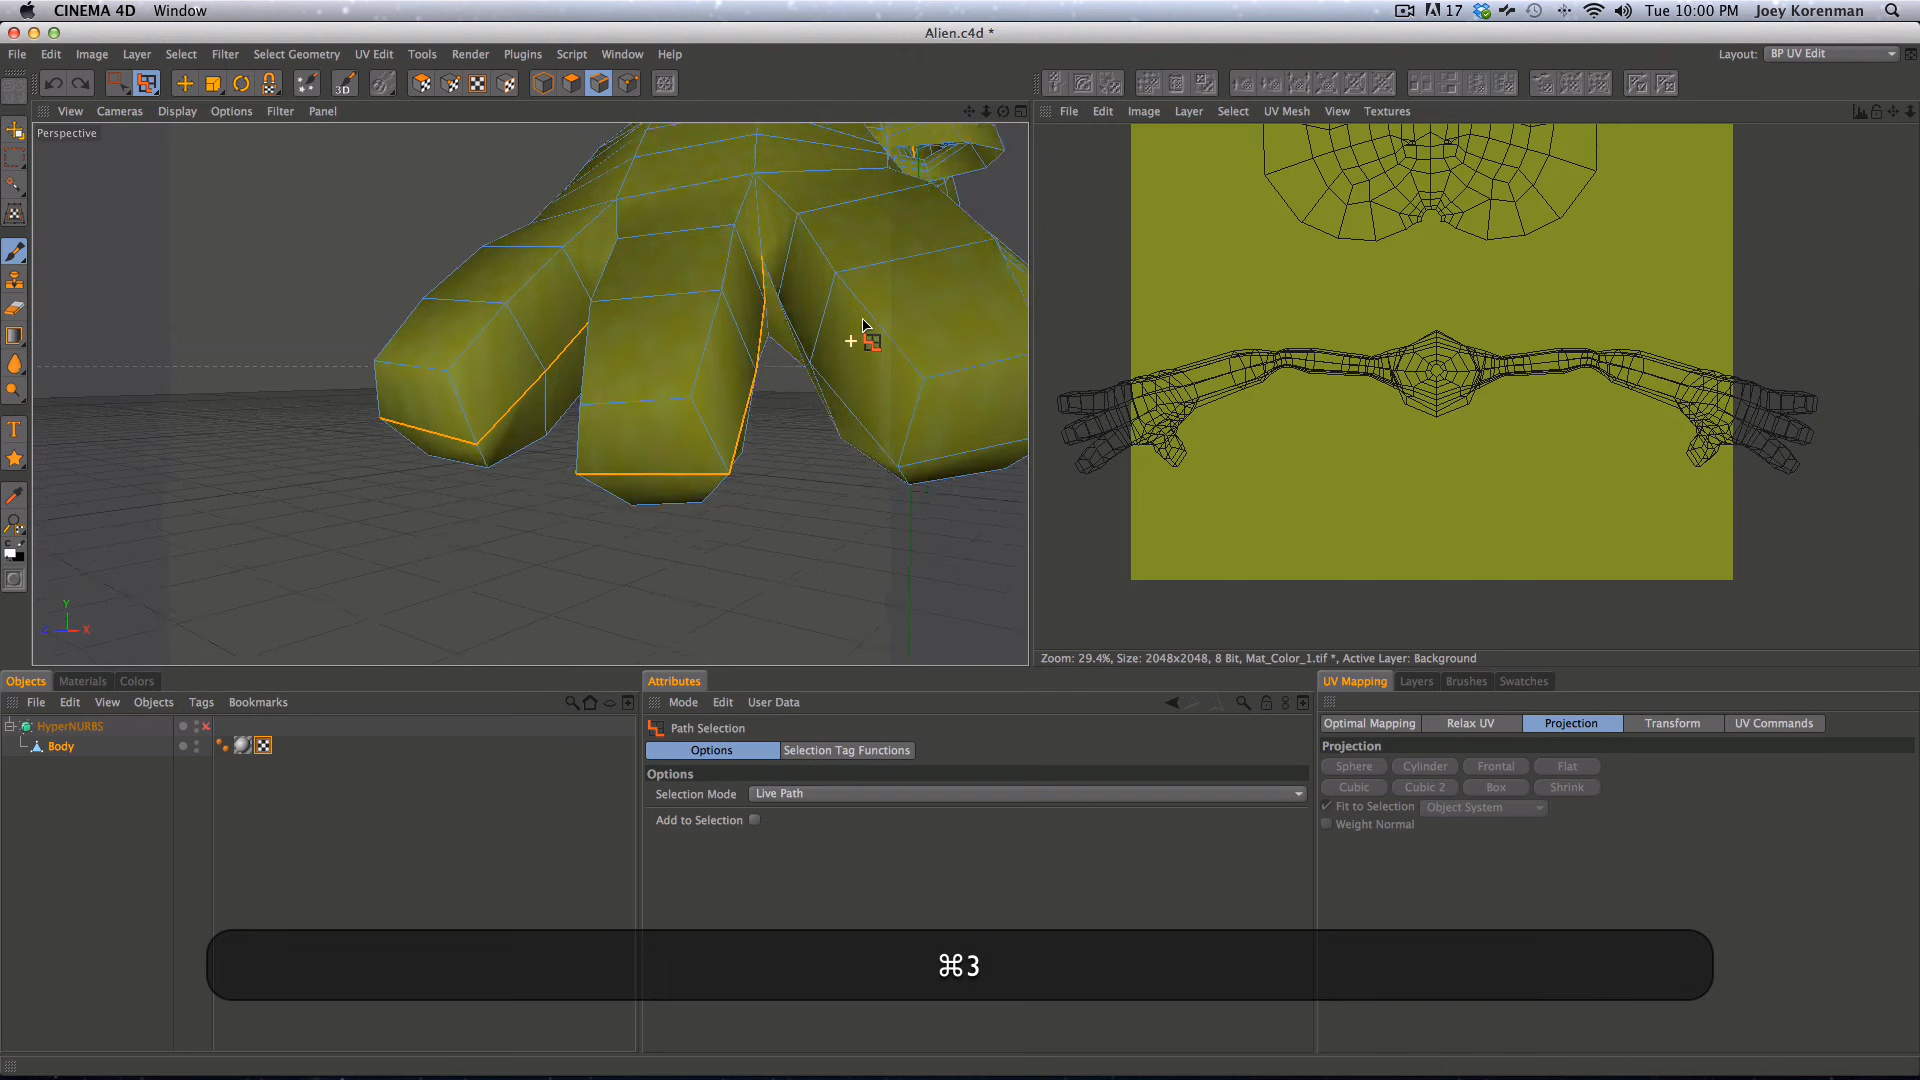 CINEMA 4D Window 17 Tue 10:00 PM Joey Korenman
Alien.c4d *
File Edit Image Layer Select Filter Select Geometry UV Edit Tools Render Plugins Script Window Help Layout: BP UV Edit
3D
View Cameras Display Options Filter Panel File Edit Image Layer Select UV Mesh View Textures
Perspective
Y
Z X
Zoom: 29.4%, Size: 2048x2048, 8 Bit, Mat_Color_1.tif *, Active Layer: Background
Objects Materials Colors Attributes UV Mapping Layers Brushes Swatches
File Edit View Objects Tags Bookmarks Mode Edit User Data
HyperNURBS Path Selection Optimal Mapping Relax UV Projection Transform UV Commands
Body Options Selection Tag Functions Projection
Options Sphere Cylinder Frontal Flat
Selection Mode Live Path Cubic Cubic 2 Box Shrink
Add to Selection Fit to Selection Object System
Weight Normal
⌘3